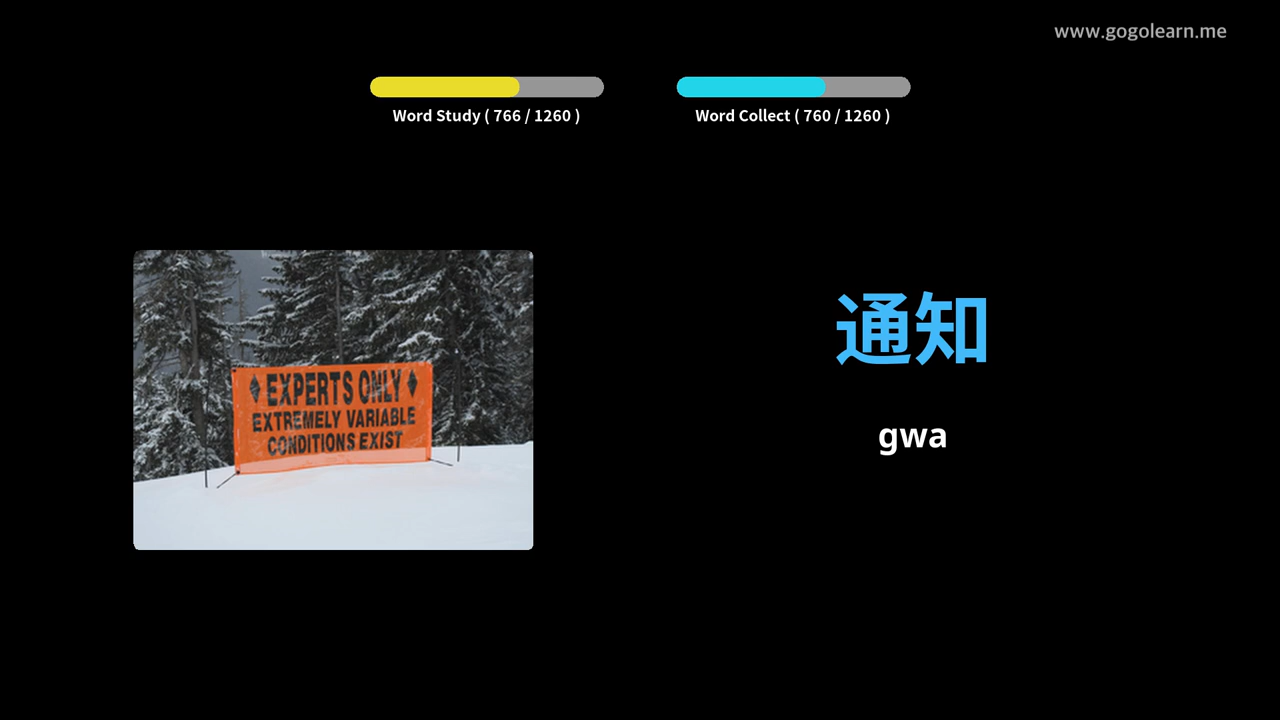 www.gogolearn.me
Word Study ( 766 / 1260 )
Word Collect ( 760 / 1260 )
EXPERTS ONLY
EXTREMELY VARIABLE
CONDITIONS EXIST
通知
gwa